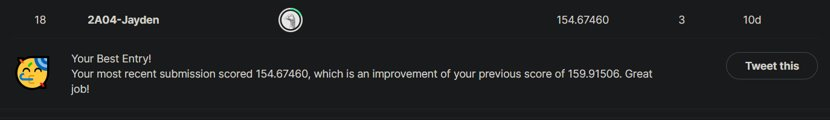 18 2A04-Jayden 154.67460 3 10d
Your Best Entry!
Your most recent submission scored 154.67460, which is an improvement of your previous score of 159.91506. Great
job!
Tweet this